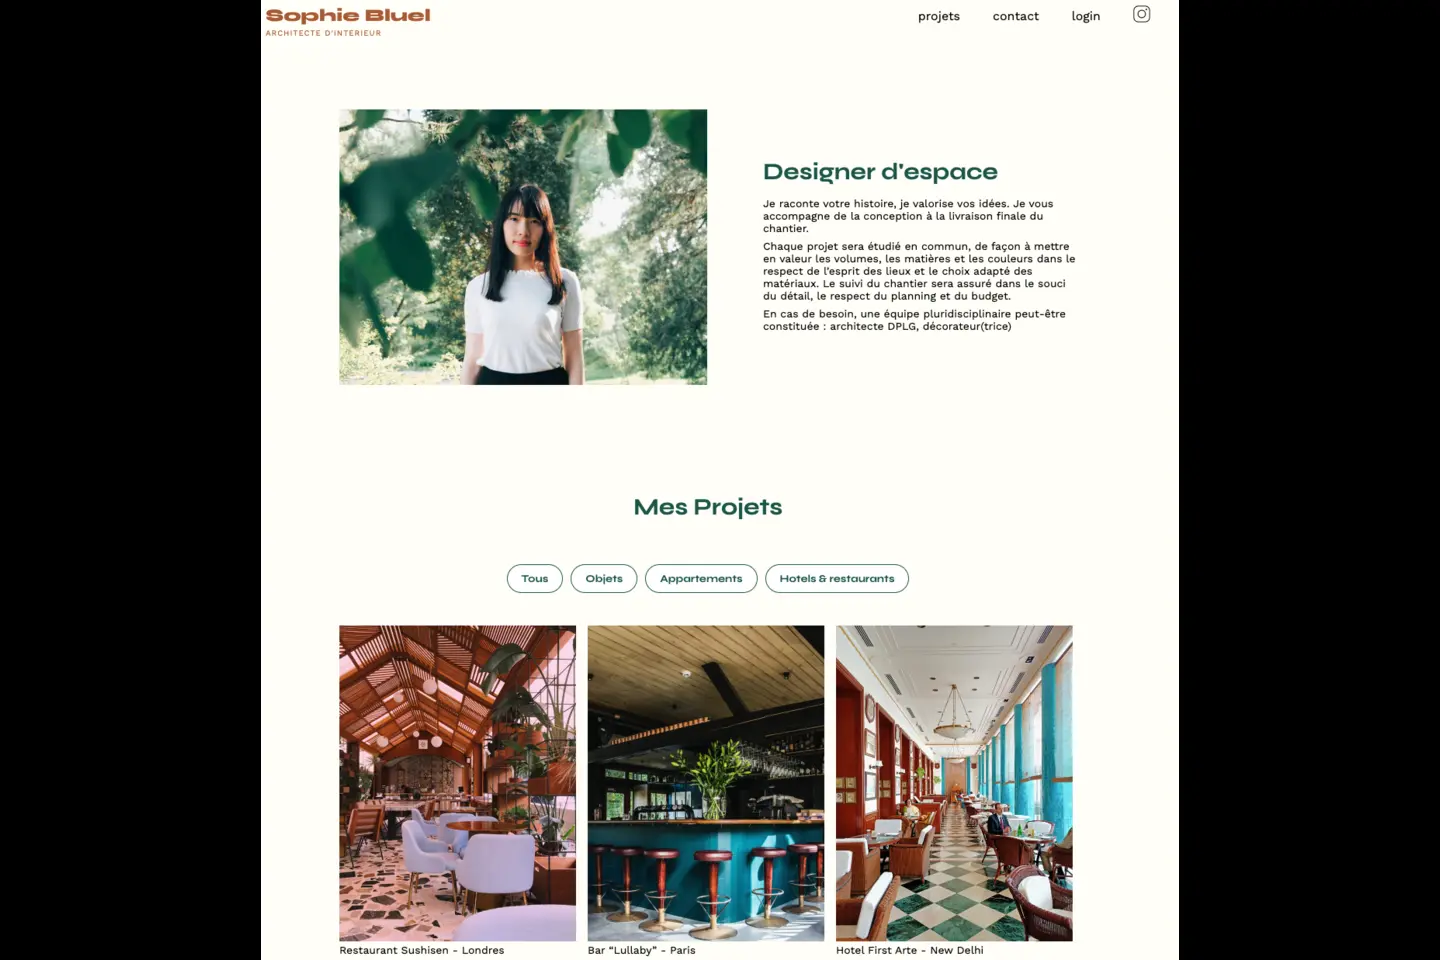 Sophie Bluel
ARCHITECTE D'INTERIEUR
projets
contact
login
Designer d'espace
Je raconte votre histoire, je valorise vos idées. Je vous
accompagne de la conception à la livraison finale du
chantier.
Chaque projet sera étudié en commun, de façon à mettre
en valeur les volumes, les matières et les couleurs dans le
respect de l'esprit des lieux et le choix adapté des
matériaux. Le suivi du chantier sera assuré dans le souci
du détail, le respect du planning et du budget.
En cas de besoin, une équipe pluridisciplinaire peut-être
constituée : architecte DPLG, décorateur(trice)
Mes Projets
Tous
Objets
Appartements
Hotels & restaurants
Restaurant Sushisen - Londres
Bar “Lullaby” - Paris
Hotel First Arte - New Delhi